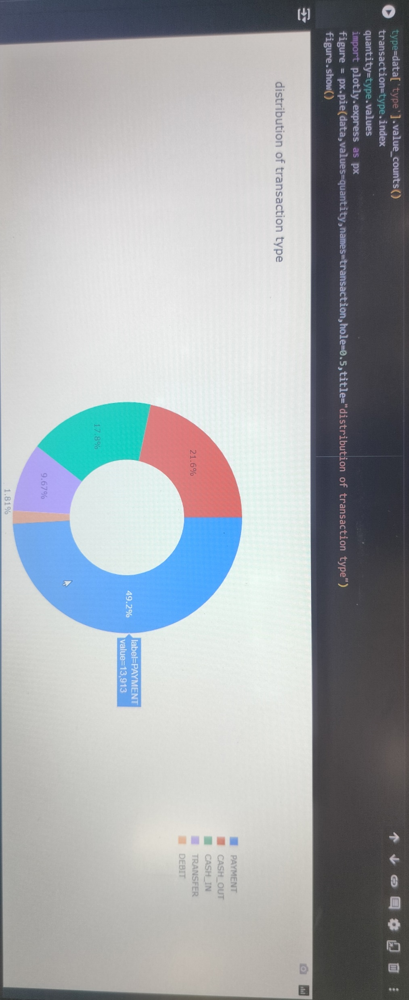 type=data['type'].value_counts()
transaction=type.index
quantity=type.values
import plotly.express as px
figure = px.pie(data,values=quantity,names=transaction,hole=0.5,title="distribution of transaction type")
figure.show()
distribution of transaction type
21.6%
17.8%
9.67%
1.81%
49.2%
label=PAYMENT
value=13,913
PAYMENT
CASH_OUT
CASH_IN
TRANSFER
DEBIT